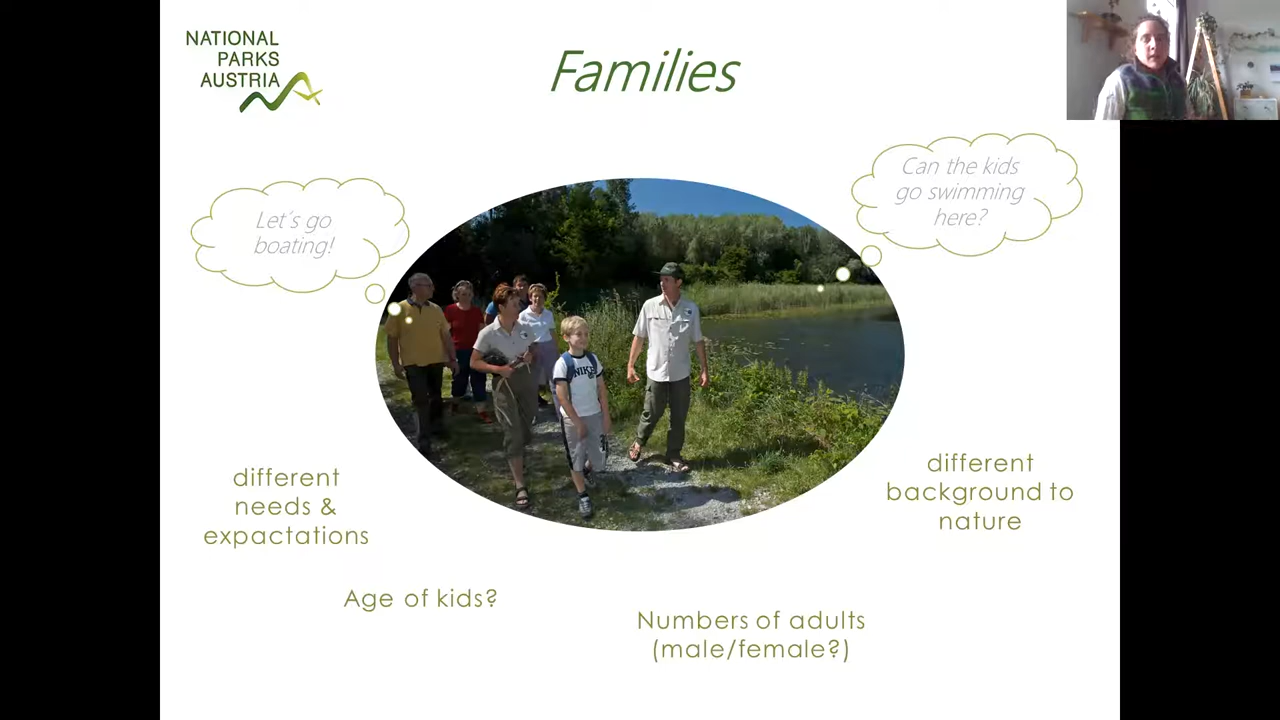 NATIONAL
PARKS
AUSTRIA
Families
Let´s go
boating!
Can the kids
go swimming
here?
NIKE
different
needs &
expactations
different
background to
nature
Age of kids?
Numbers of adults
(male/female?)